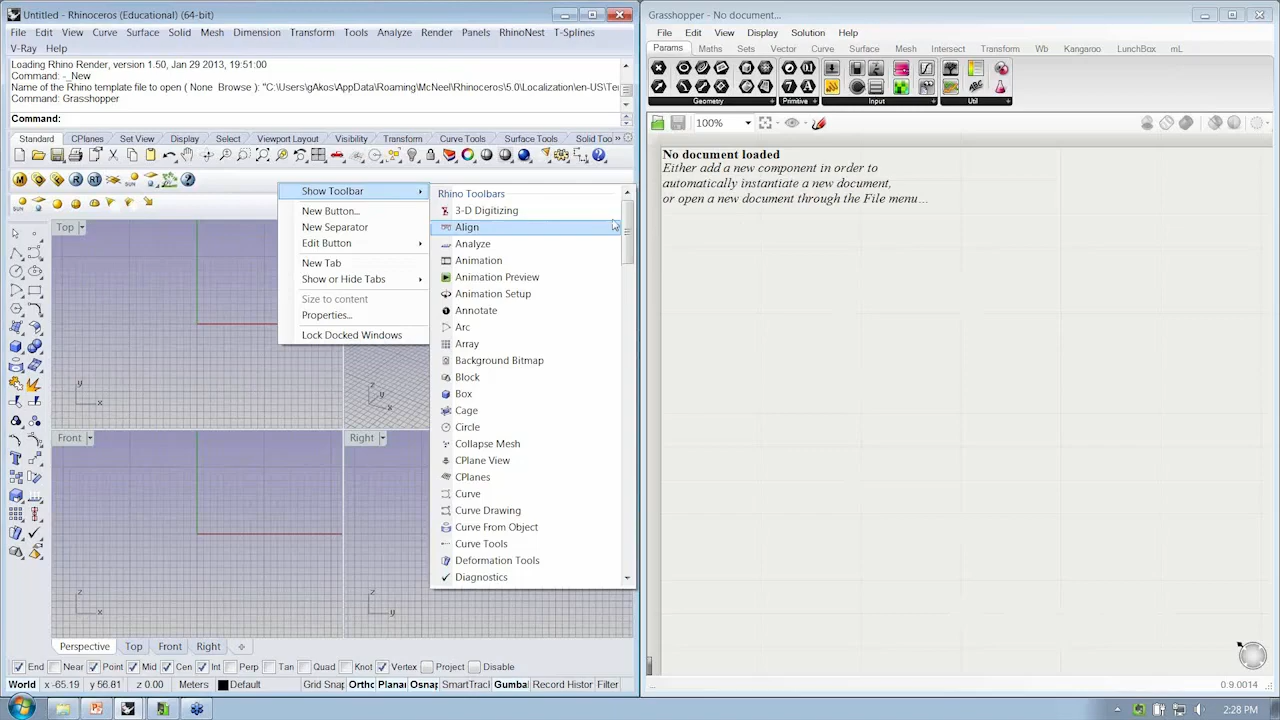 Untitled - Rhinoceros (Educational) (64-bit)
File Edit View Curve Surface Solid Mesh Dimension Transform Tools Analyze Render Panels RhinoNest T-Splines
V-Ray Help
Loading Rhino Render, version 1.50, Jan 29 2013, 19:51:00
Command: -_New
Name of the Rhino template file to open ( None Browse ): "C:\Users\gAkos\AppData\Roaming\McNeel\Rhinoceros\5.0\Localization\en-US\Te
Command: Grasshopper
Command:
Standard CPlanes Set View Display Select Viewport Layout Visibility Transform Curve Tools Surface Tools Solid Too
Top
Front
Right
y
x
z
y
x
z
x
z
y
Show Toolbar
New Button...
New Separator
Edit Button
New Tab
Show or Hide Tabs
Size to content
Properties...
Lock Docked Windows
Rhino Toolbars
3-D Digitizing
Align
Analyze
Animation
Animation Preview
Animation Setup
Annotate
Arc
Array
Background Bitmap
Block
Box
Cage
Circle
Collapse Mesh
CPlane View
CPlanes
Curve
Curve Drawing
Curve From Object
Curve Tools
Deformation Tools
Diagnostics
Perspective Top Front Right
End Near Point Mid Cen Int Perp Tan Quad Knot Vertex Project Disable
World x -65.19 y 56.81 z 0.00 Meters Default Grid Snap Ortho Planar Osnap SmartTrack Gumba Record Histor Filter
Grasshopper - No document...
File Edit View Display Solution Help
Params Maths Sets Vector Curve Surface Mesh Intersect Transform Wb Kangaroo LunchBox mL
Geometry Primitive Input Util
100%
No document loaded
Either add a new component in order to
automatically instantiate a new document,
or open a new document through the File menu...
...
0.9.0014
2:28 PM